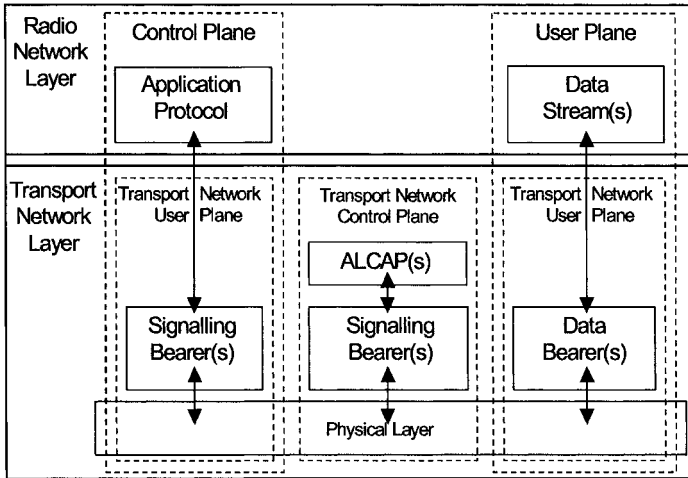 Radio
Network
Layer
Control Plane
User Plane
Application
Protocol
Data
Stream(s)
Transport
Network
Layer
Transport Network
User Plane
Transport Network
Control Plane
Transport Network
User Plane
ALCAP(s)
Signalling
Bearer(s)
Signalling
Bearer(s)
Data
Bearer(s)
Physical Layer